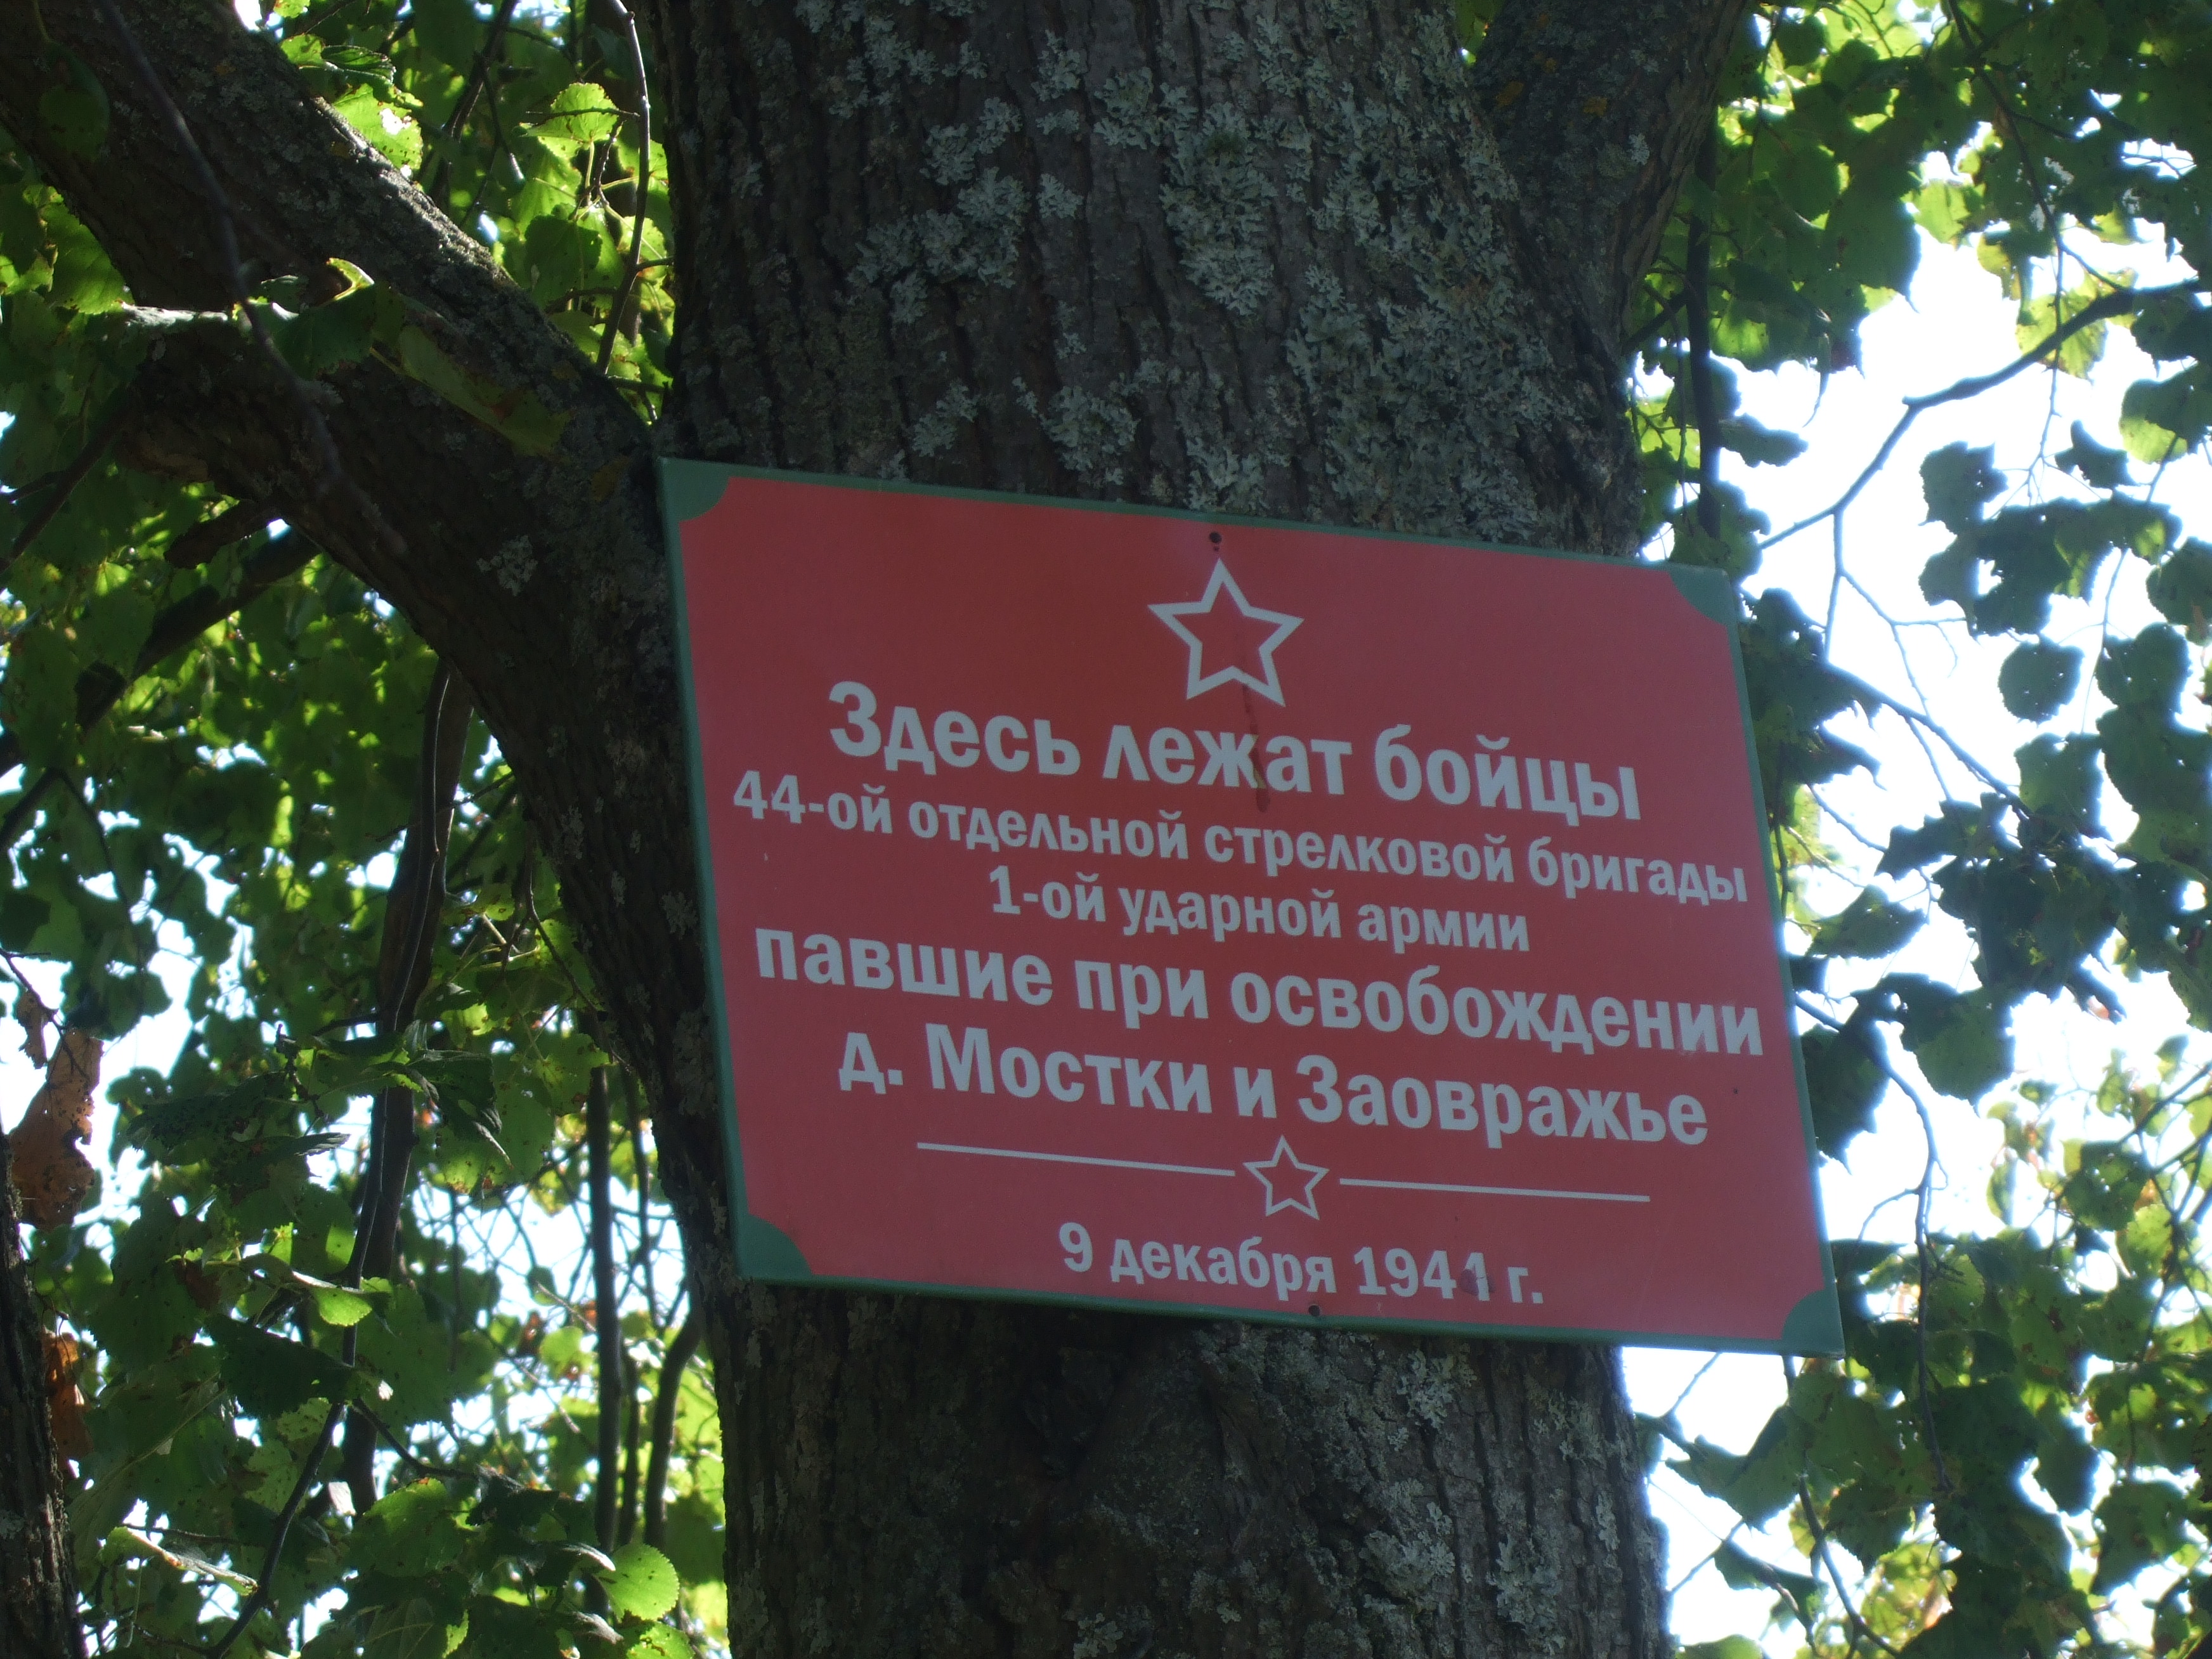 Здесь лежат бойцы
44-ой отдельной стрелковой бригады
1-ой ударной армии
павшие при освобождении
д. Мостки и Заовражье
9 декабря 1941 г.